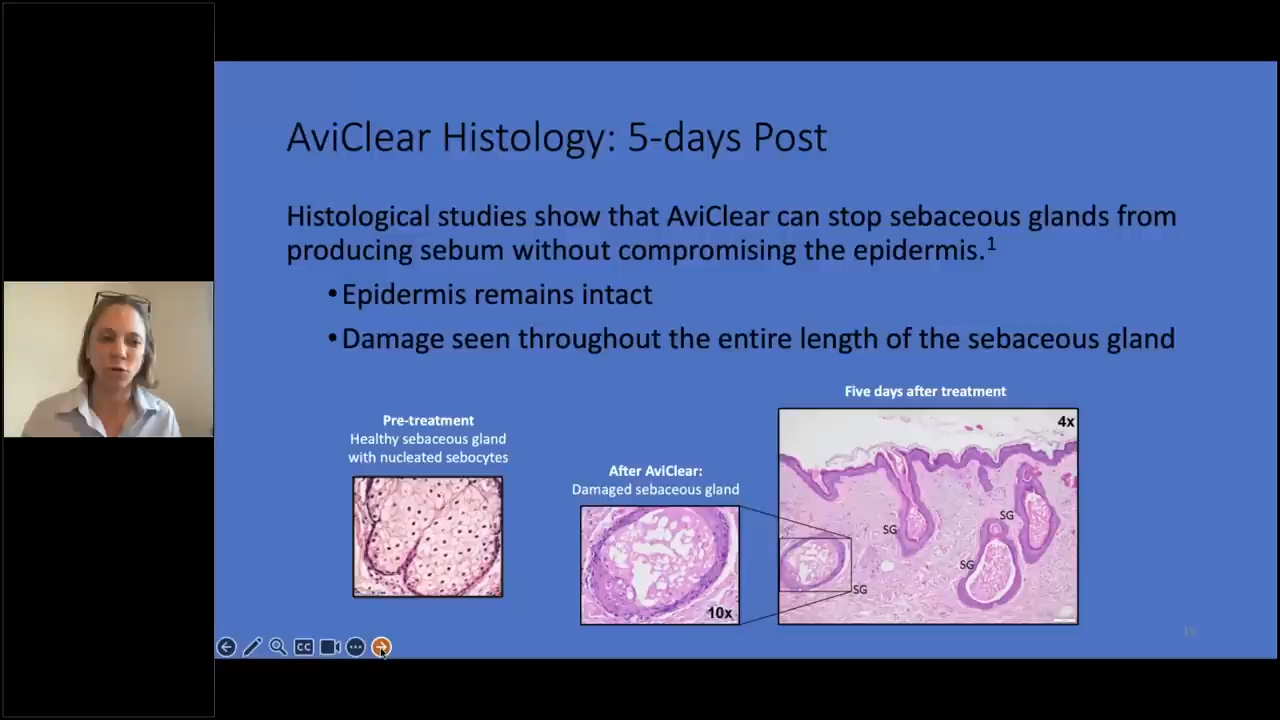 AviClear Histology: 5-days Post
Histological studies show that AviClear can stop sebaceous glands from
producing sebum without compromising the epidermis.1
•Epidermis remains intact
•Damage seen throughout the entire length of the sebaceous gland
Pre-treatment
Healthy sebaceous gland
with nucleated sebocytes
After AviClear:
Damaged sebaceous gland
10x
Five days after treatment
4x
SG
SG
SG
SG
CC